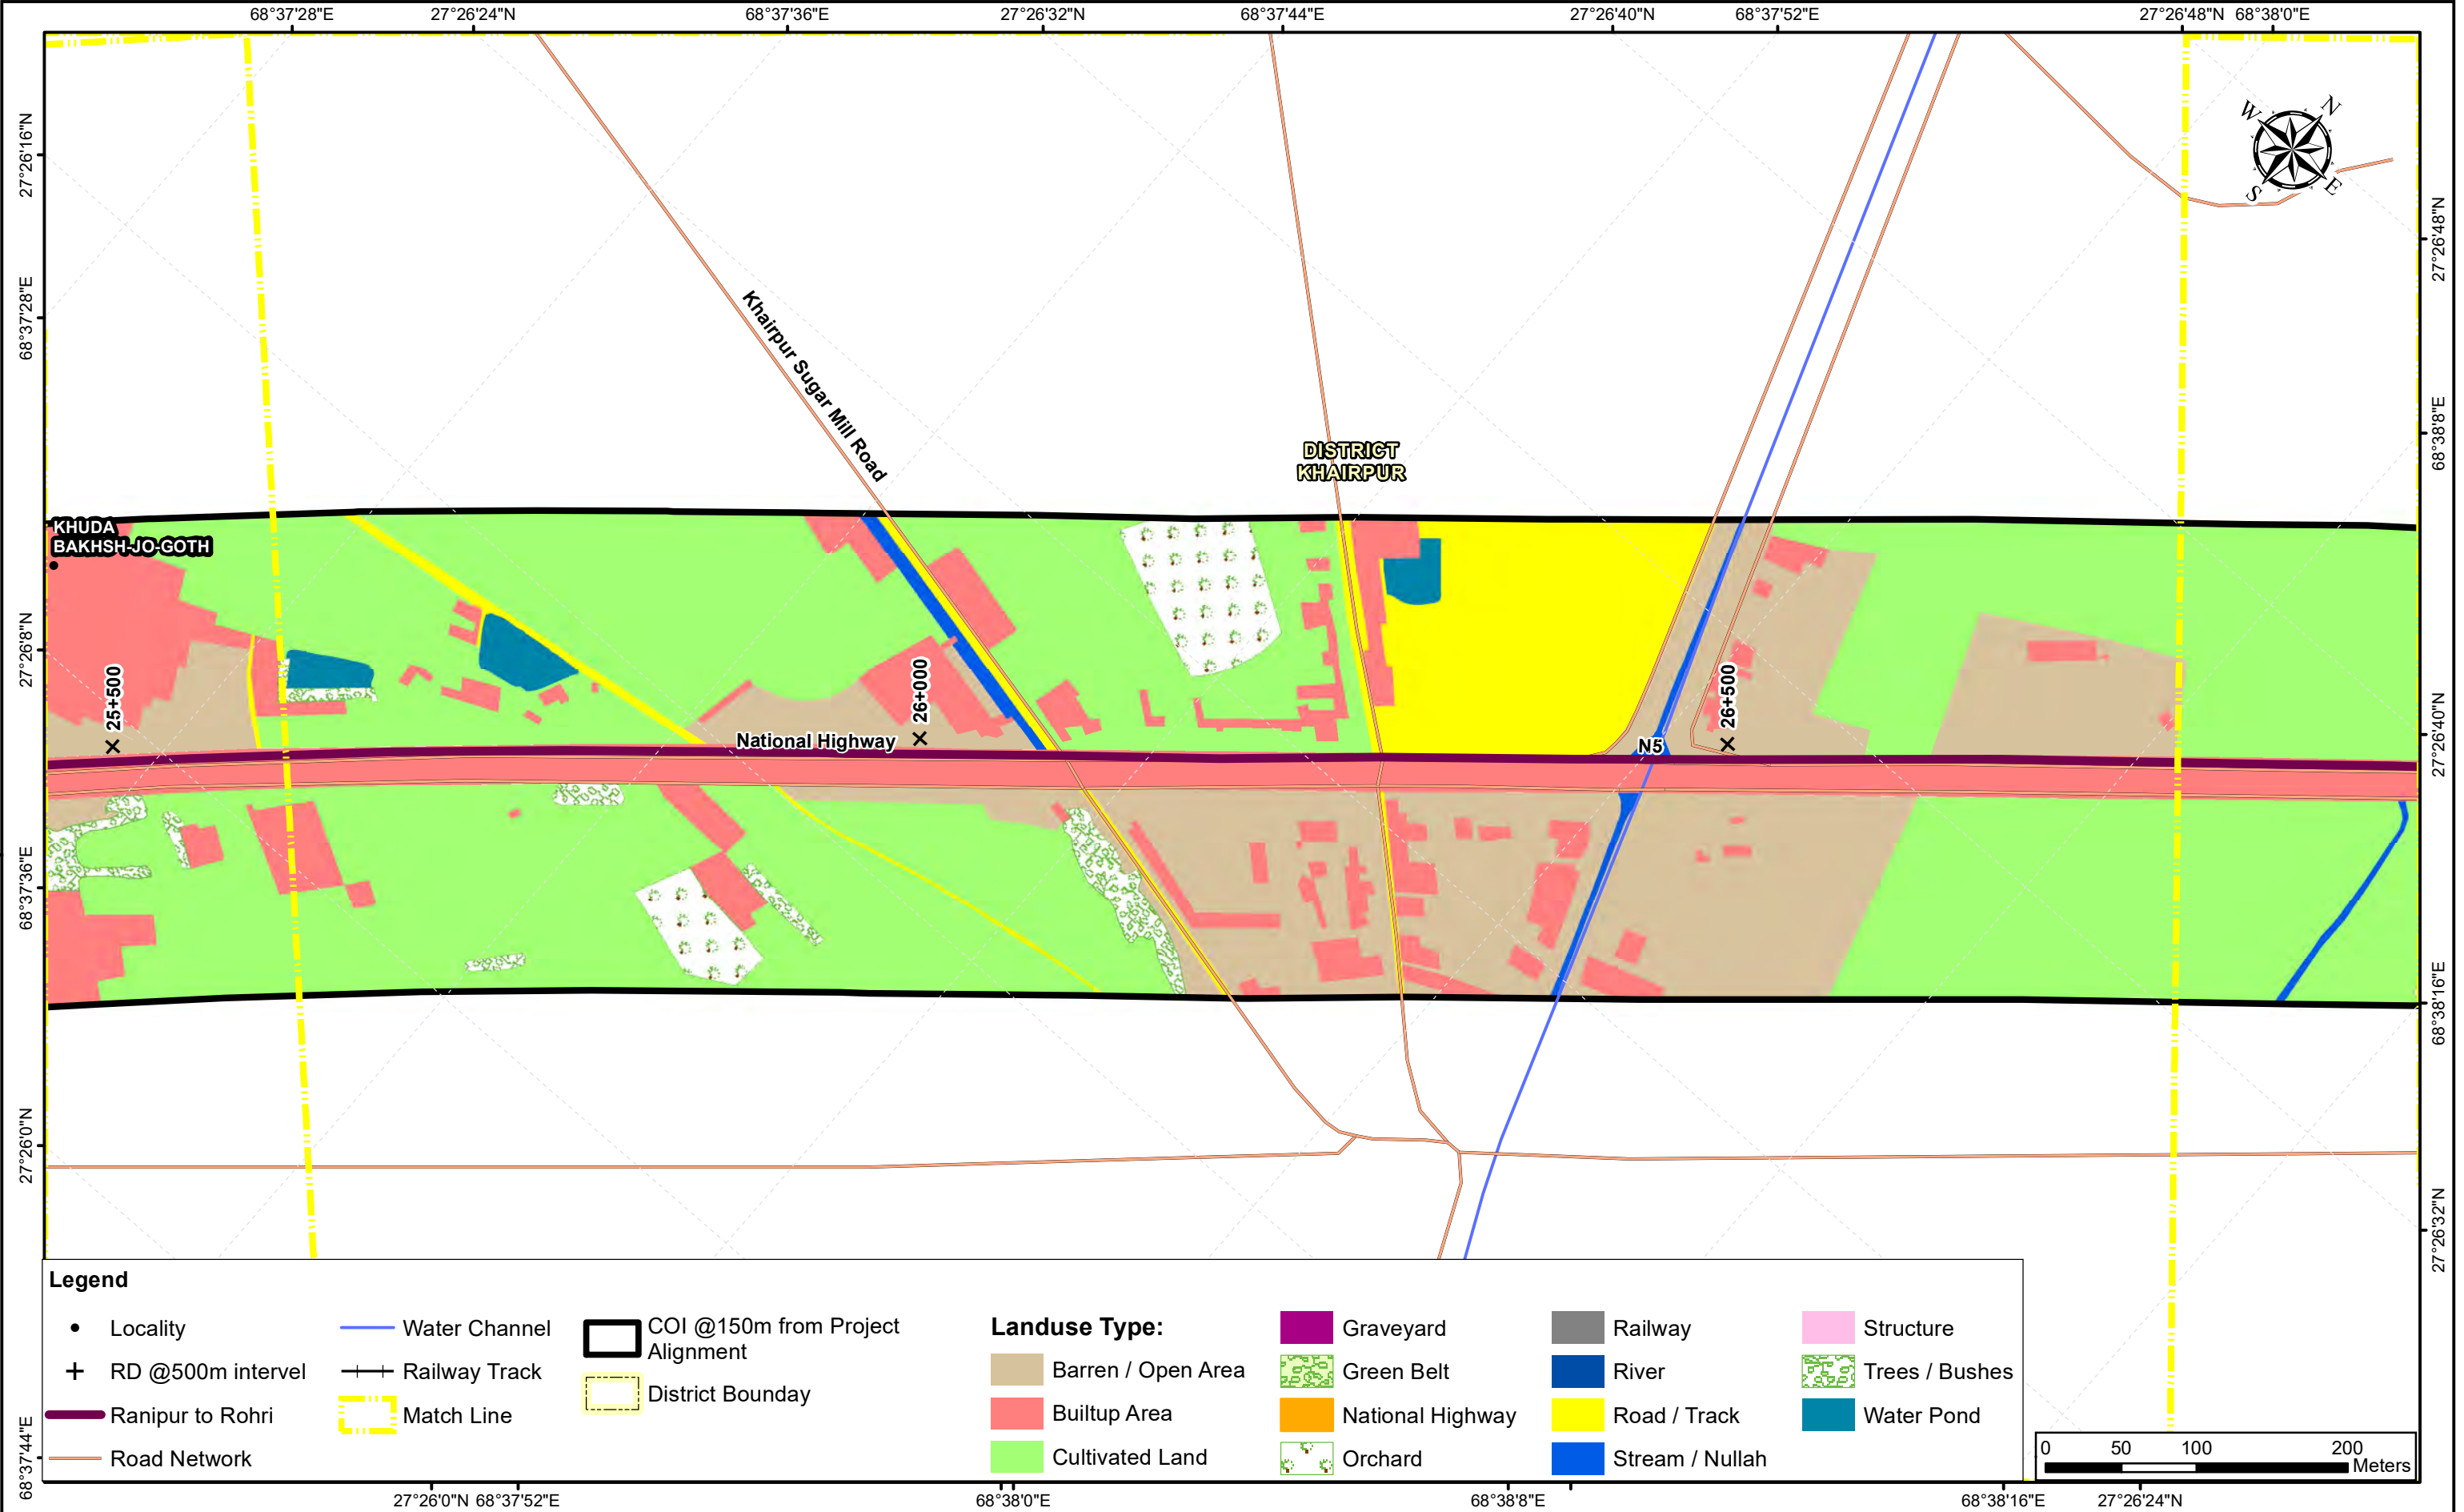 68°37'28"E
27°26'24"N
68°37'36"E
27°26'32"N
68°37'44"E
27°26'40"N
68°37'52"E
27°26'48"N
68°38'0"E
27°26'16"N
68°37'28"E
27°26'8"N
68°37'36"E
27°26'0"N
68°37'44"E
W
N
S
E
27°26'48"N
68°38'8"E
27°26'40"N
68°38'16"E
27°26'32"N
Khairpur Sugar Mill Road
DISTRICT
KHAIRPUR
KHUDA
BAKHSH-JO-GOTH
25+500
26+000
26+500
National Highway
N5
Legend
Locality
RD @500m intervel
Ranipur to Rohri
Road Network
Water Channel
Railway Track
Match Line
COI @150m from Project
Alignment
District Bounday
Landuse Type:
Barren / Open Area
Builtup Area
Cultivated Land
Graveyard
Green Belt
National Highway
Orchard
Railway
River
Road / Track
Stream / Nullah
Structure
Trees / Bushes
Water Pond
0 50 100 200
Meters
27°26'0"N
68°37'52"E
68°38'0"E
68°38'8"E
68°38'16"E
27°26'24"N